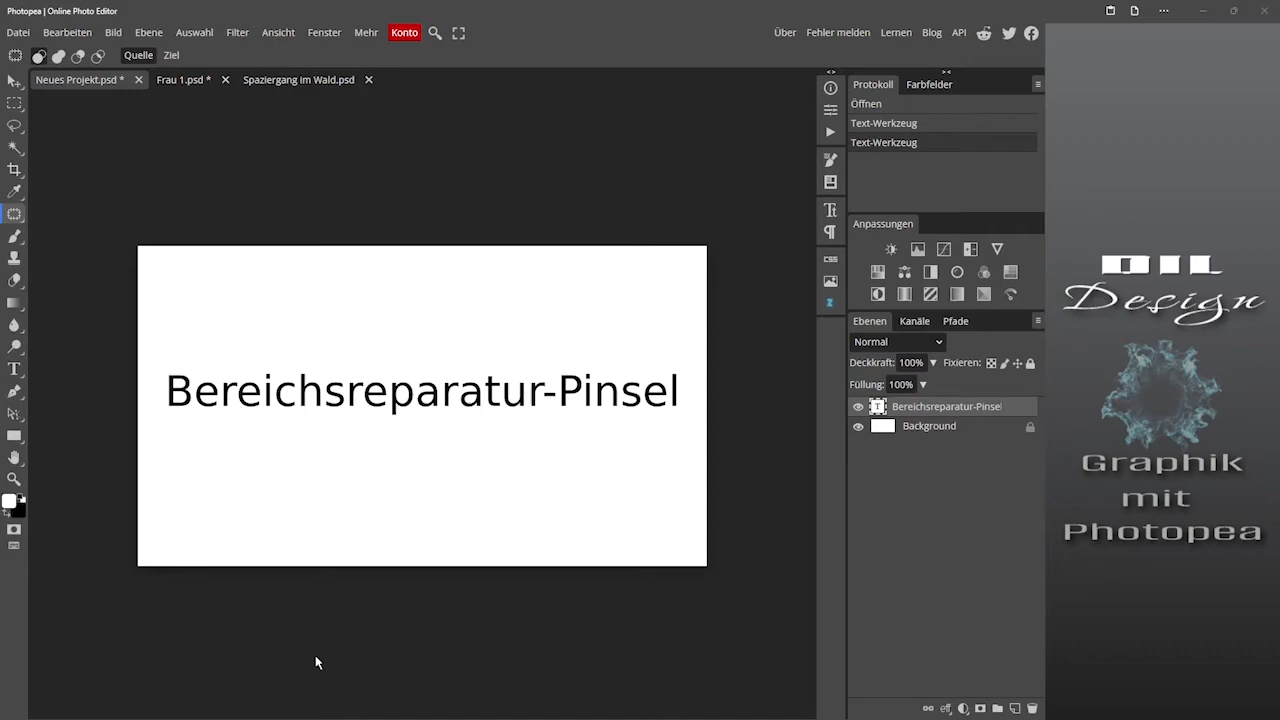 Photopea | Online Photo Editor
Datei Bearbeiten Bild Ebene Auswahl Filter Ansicht Fenster Mehr Konto
Über Fehler melden Lernen Blog API
Quelle Ziel
Neues Projekt.psd * Frau 1.psd * Spaziergang im Wald.psd
Protokoll Farbfelder
Öffnen
Text-Werkzeug
Text-Werkzeug
Anpassungen
Ebenen Kanäle Pfade
Normal
Deckkraft: 100% Fixieren:
Füllung: 100%
Bereichsreparatur-Pinsel
Background
CSS
eff
Bereichsreparatur-Pinsel
DIL
Design
Graphik
mit
Photopea